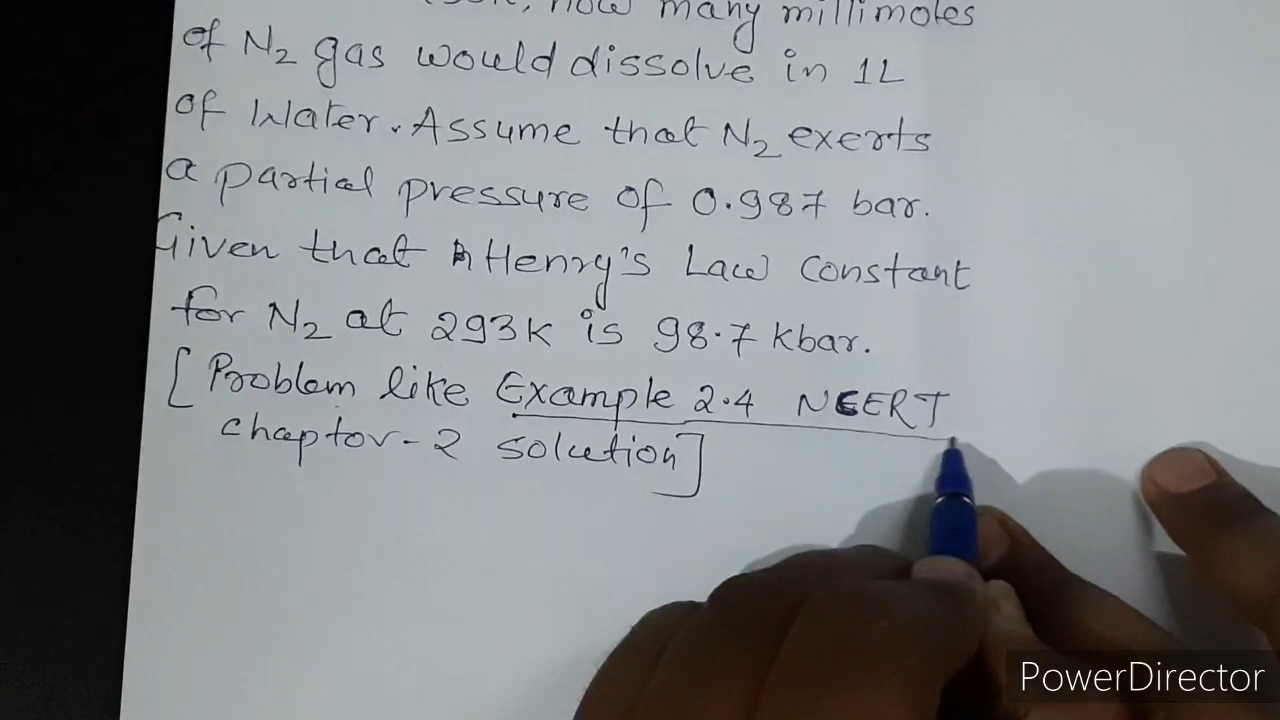 how many millimoles
of N₂ gas would dissolve in 1L
of Water. Assume that N₂ exerts
a partial pressure of 0.987 bar.
Given that Henry's Law constant
for N₂ at 293K is 98.7 kbar.
[Problem like Example 2.4 NCERT
chaptor-2 solution]
PowerDirector